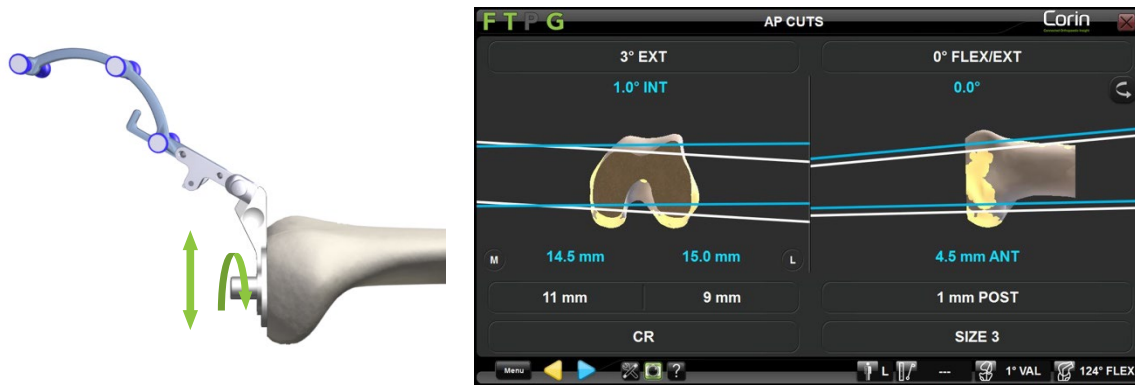 F T P G
AP CUTS
Corin
3° EXT
0° FLEX/EXT
1.0° INT
0.0°
M
14.5 mm
15.0 mm
L
4.5 mm ANT
11 mm
9 mm
1 mm POST
CR
SIZE 3
Menu
?
L
---
1° VAL
124° FLEX